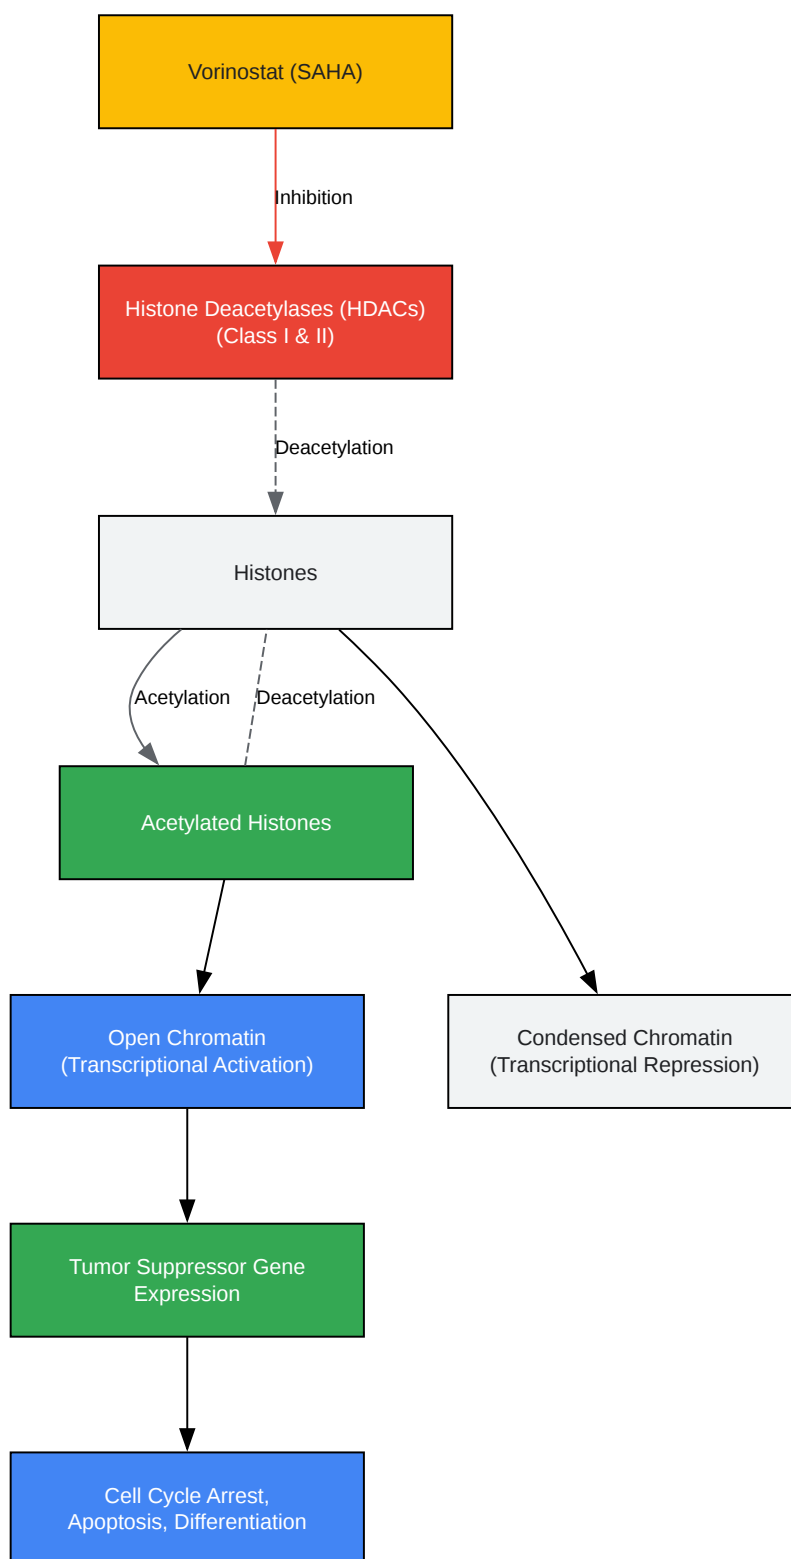 Vorinostat (SAHA)
Inhibition
Histone Deacetylases (HDACs)
(Class I & II)
Deacetylation
Histones
Acetylation
Deacetylation
Acetylated Histones
Open Chromatin
(Transcriptional Activation)
Condensed Chromatin
(Transcriptional Repression)
Tumor Suppressor Gene
Expression
Cell Cycle Arrest,
Apoptosis, Differentiation